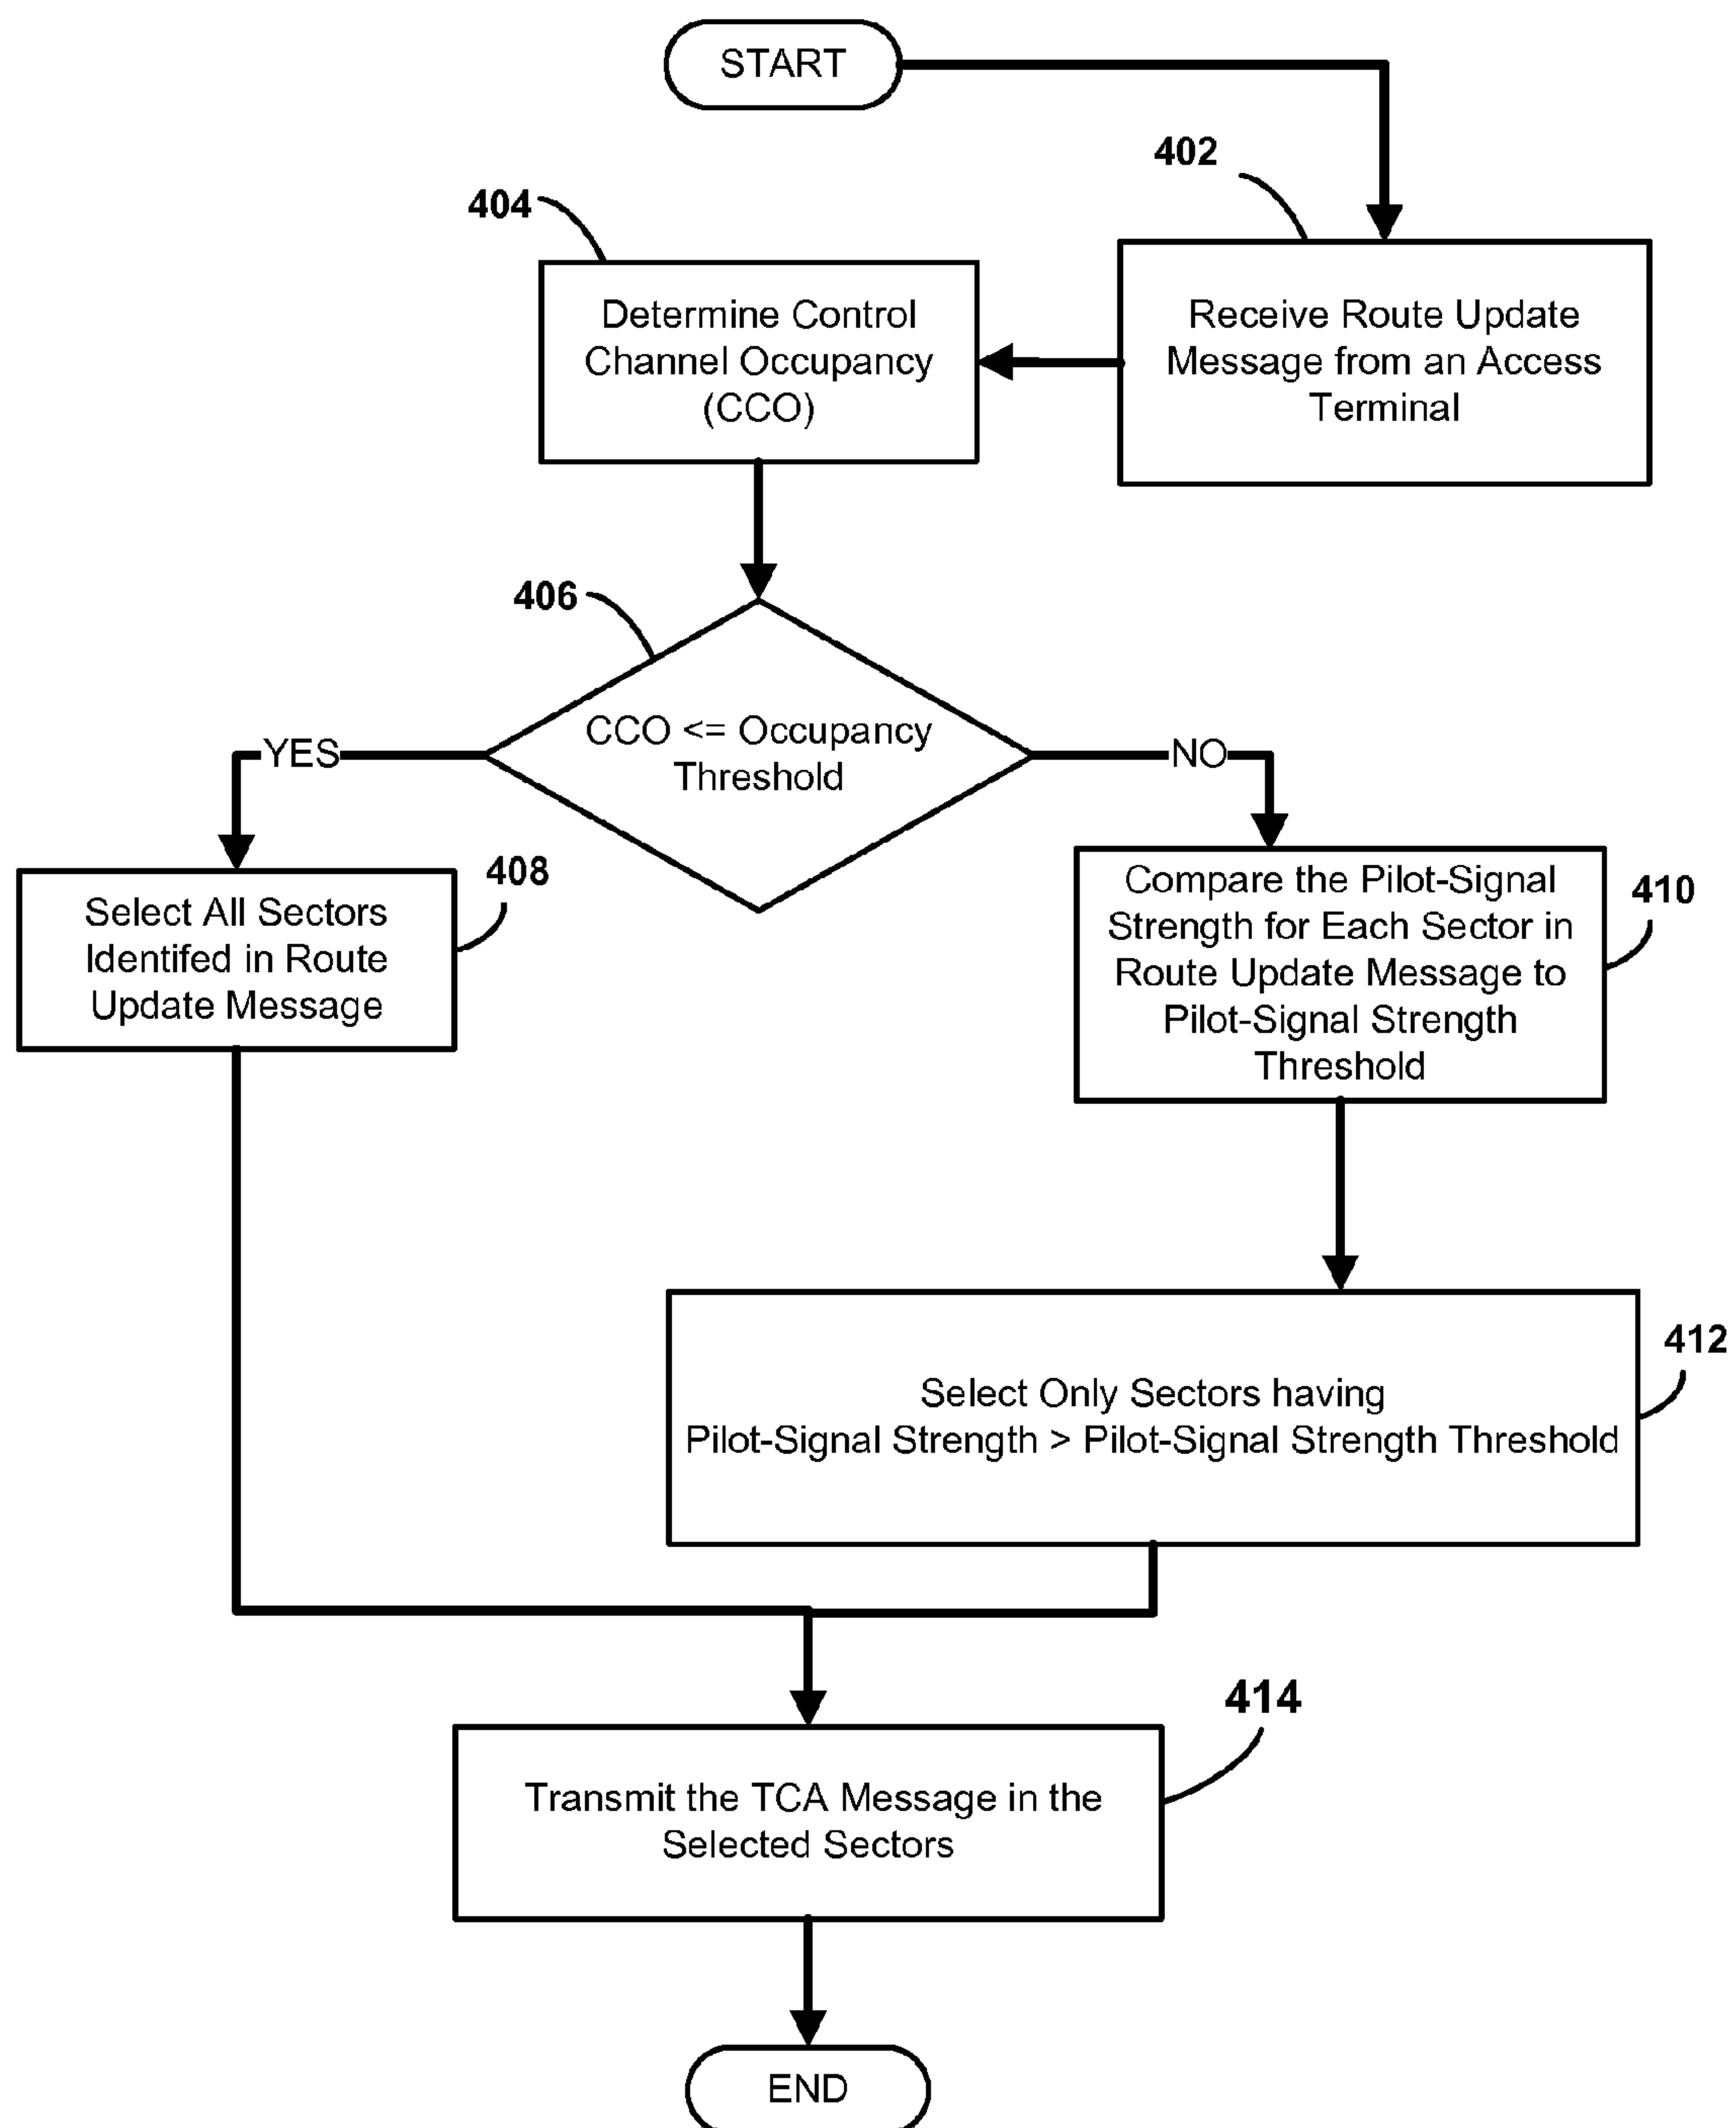 START
402
404
Determine Control
Channel Occupancy
(CCO)
Receive Route Update
Message from an Access
Terminal
406
CCO <= Occupancy
Threshold
YES
NO
408
Select All Sectors
Identifed in Route
Update Message
410
Compare the Pilot-Signal
Strength for Each Sector in
Route Update Message to
Pilot-Signal Strength
Threshold
412
Select Only Sectors having
Pilot-Signal Strength > Pilot-Signal Strength Threshold
414
Transmit the TCA Message in the
Selected Sectors
END